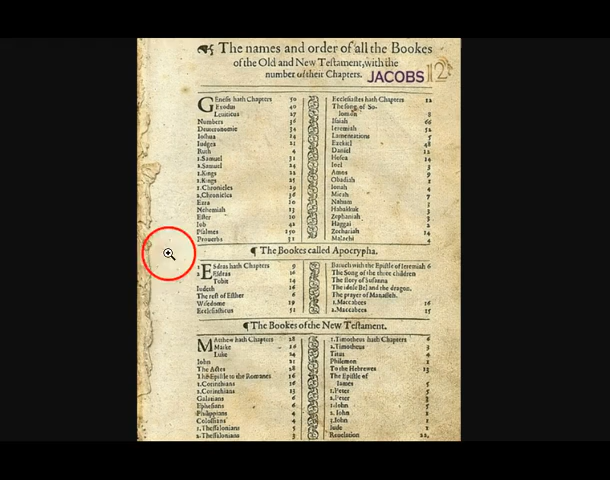 The names and order of all the Bookes
of the Old and New Testament, with the
number of their Chapters.
JACOBS 12
Genesis hath Chapters 50
Exodus 40
Leuiticus 27
Numbers 36
Deuteronomie 34
Ioshua 24
Iudges 21
Ruth 4
1.Samuel 31
2.Samuel 24
1.Kings 22
2.Kings 25
1.Chronicles 29
2.Chronicles 36
Ezra 10
Nehemiah 13
Ester 10
Iob 42
Psalmes 150
Prouerbs 31
Ecclesiastes hath Chapters 12
The song of So-
lomon 8
Isaiah 66
Ieremiah 52
Lamentations 5
Ezekiel 48
Daniel 12
Hosea 14
Ioel 3
Amos 9
Obadiah 1
Ionah 4
Micah 7
Nahum 3
Habakkuk 3
Zephaniah 3
Haggai 2
Zechariah 14
Malachi 4
¶ The Bookes called Apocrypha.
1 Esdras hath Chapters 9
2 Esdras 16
Tobit 14
Iudeth 16
The rest of Esther 6
Wisedome 19
Ecclesiasticus 51
Baruch with the Epistle of Ieremiah 6
The Song of the three children
The story of Susanna
The idole Bel and the dragon.
The prayer of Manasseh.
1.Maccabees 16
2.Maccabees 15
¶ The Bookes of the New Testament.
Matthew hath Chapters 28
Marke 16
Luke 24
Iohn 21
The Actes 28
The Epistle to the Romanes 16
1.Corinthians 16
2.Corinthians 13
Galatians 6
Ephesians 6
Philippians 4
Colossians 4
1.Thessalonians 5
2.Thessalonians 3
1.Timotheus hath Chapters 6
2.Timotheus
Titus
Philemon 1
To the Hebrewes 13
The Epistle of
Iames 5
1.Peter 5
2.Peter 3
1.Iohn 5
2. Iohn 1
3.Iohn 1
Iude 1
Reuelation 22.